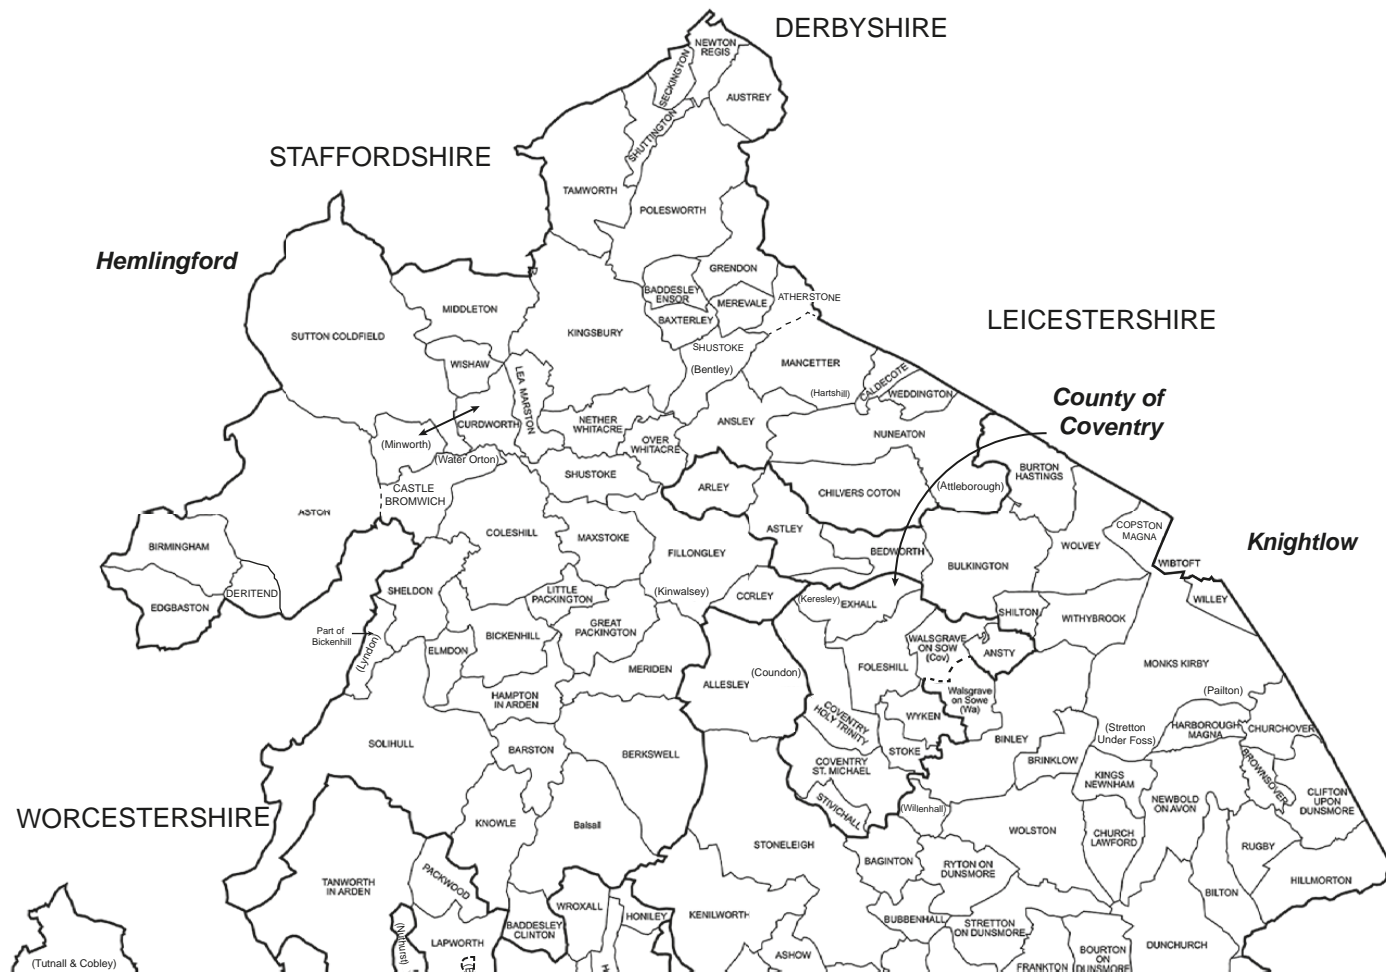 DERBYSHIRE
NEWTON
REGIS
SECKINGTON
AUSTREY
SHUTTINGTON
STAFFORDSHIRE
TAMWORTH
POLESWORTH
Hemlingford
GRENDON
BADDESLEY
ENSOR
MEREVALE
ATHERSTONE
MIDDLETON
BAXTERLEY
LEICESTERSHIRE
SUTTON COLDFIELD
KINGSBURY
SHUSTOKE
(Bentley)
WISHAW
MANCETTER
(Hartshill)
CALDECOTE
WEDDINGTON
LEA MARSTON
County of
Coventry
CURDWORTH
NETHER
WHITACRE
ANSLEY
NUNEATON
(Minworth)
OVER
WHITACRE
(Water Orton)
SHUSTOKE
BURTON
HASTINGS
CASTLE
BROMWICH
ARLEY
CHILVERS COTON
(Attleborough)
ASTON
COLESHILL
MAXSTOKE
ASTLEY
COPSTON
MAGNA
Knightlow
BIRMINGHAM
FILLONGLEY
BEDWORTH
WOLVEY
BULKINGTON
WIBTOFT
DERITEND
SHELDON
LITTLE
PACKINGTON
(Kinwalsey)
CORLEY
(Keresley)
EXHALL
WILLEY
EDGBASTON
SHILTON
WITHYBROOK
Part of
Bickenhill
(Lyndon)
BICKENHILL
GREAT
PACKINGTON
ELMDON
WALSGRAVE
ON SOW
(Cov)
ANSTY
FOLESHILL
MERIDEN
ALLESLEY
(Coundon)
MONKS KIRBY
HAMPTON
IN ARDEN
Walsgrave
on Sowe
(Wa)
(Pailton)
COVENTRY
HOLY TRINITY
WYKEN
(Stretton
Under Foss)
HARBOROUGH
MAGNA
CHURCHOVER
SOLIHULL
BARSTON
BERKSWELL
STOKE
BINLEY
BRINKLOW
COVENTRY
ST. MICHAEL
KINGS
NEWNHAM
BROWNSOVER
STIVICHALL
(Willenhall)
NEWBOLD
ON AVON
CLIFTON
UPON
DUNSMORE
WORCESTERSHIRE
KNOWLE
Balsall
WOLSTON
CHURCH
LAWFORD
STONELEIGH
RUGBY
BAGINTON
RYTON ON
DUNSMORE
TANWORTH
IN ARDEN
PACKWOOD
HILLMORTON
BILTON
WROXALL
HONILEY
KENILWORTH
BADDESLEY
CLINTON
BUBBENHALL
STRETTON
ON DUNSMORE
(Nuthurst)
LAPWORTH
DUNCHURCH
ASHOW
BOURTON
ON
DUNSMORE
FRANKTON
(Tutnall & Cobley)